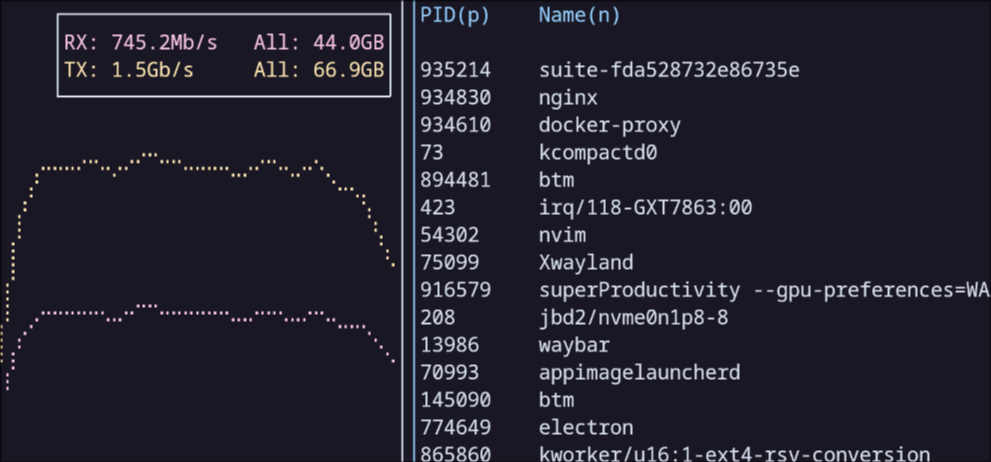 RX: 745.2Mb/s All: 44.0GB
TX: 1.5Gb/s All: 66.9GB
PID(p) Name(n)
935214 suite-fda528732e86735e
934830 nginx
934610 docker-proxy
73 kcompactd0
894481 btm
423 irq/118-GXT7863:00
54302 nvim
75099 Xwayland
916579 superProductivity --gpu-preferences=WA
208 jbd2/nvme0n1p8-8
13986 waybar
70993 appimagelauncherd
145090 btm
774649 electron
865860 kworker/u16:1-ext4-rsv-conversion